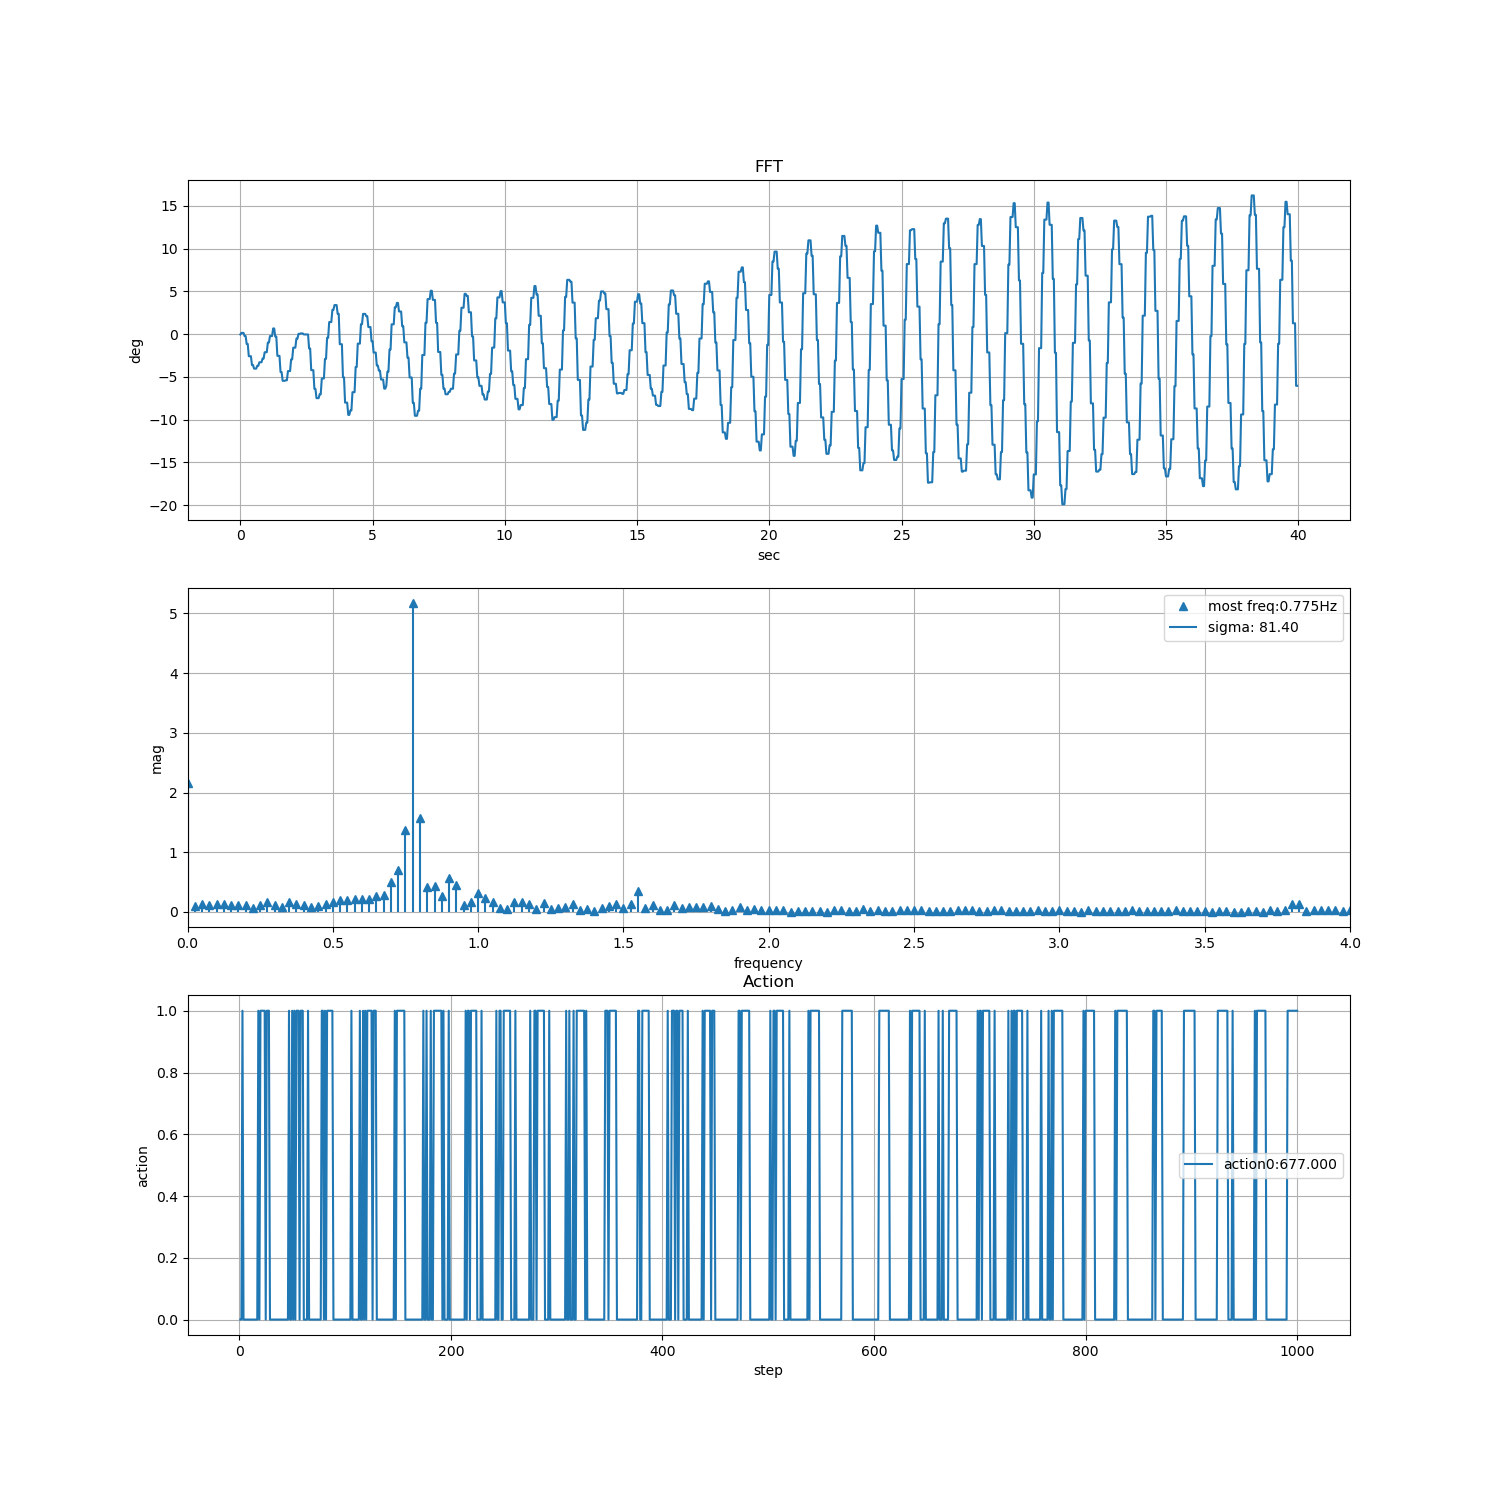 FFT
15
10
5
0
−5
−10
−15
−20
deg
0 5 10 15 20 25 30 35 40
sec
most freq:0.775Hz
sigma: 81.40
5
4
3
2
1
0
mag
0.0 0.5 1.0 1.5 2.0 2.5 3.0 3.5 4.0
frequency
Action
1.0
0.8
0.6
0.4
0.2
0.0
action
action0:677.000
0 200 400 600 800 1000
step